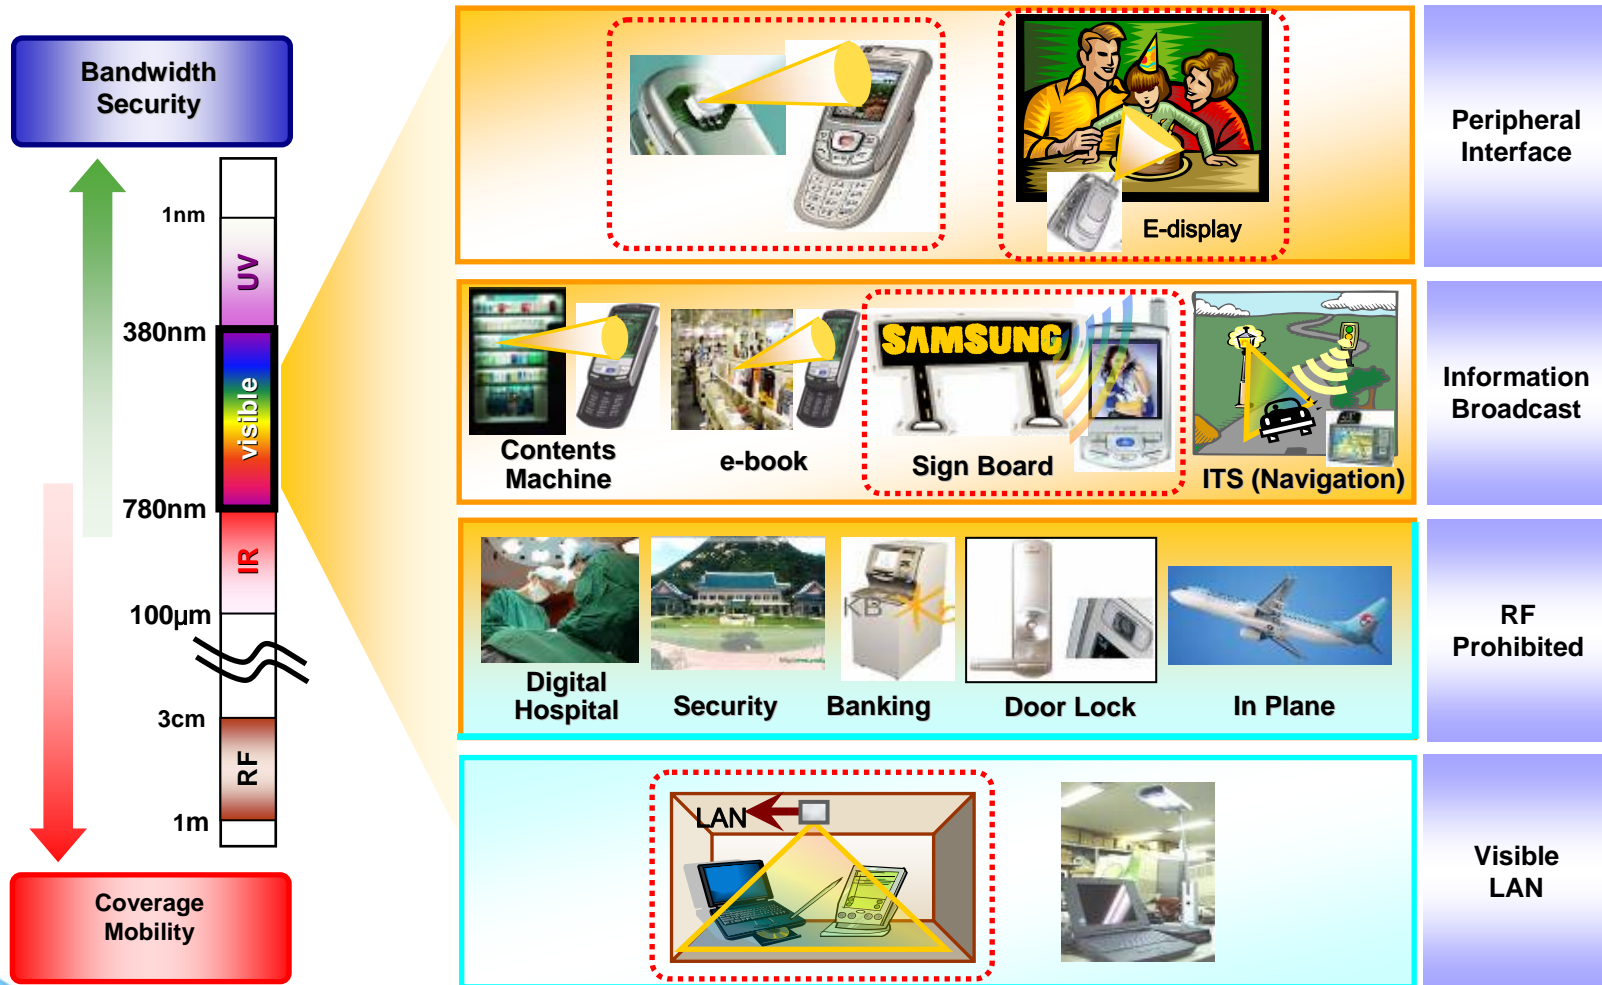 Bandwidth
Security
1nm
UV
380nm
visible
780nm
IR
100µm
3cm
RF
1m
Coverage
Mobility
E-display
Peripheral
Interface
SAMSUNG
Contents
Machine
e-book
Sign Board
ITS (Navigation)
Information
Broadcast
KB
Digital
Hospital
Security
Banking
Door Lock
In Plane
RF
Prohibited
LAN
Visible
LAN